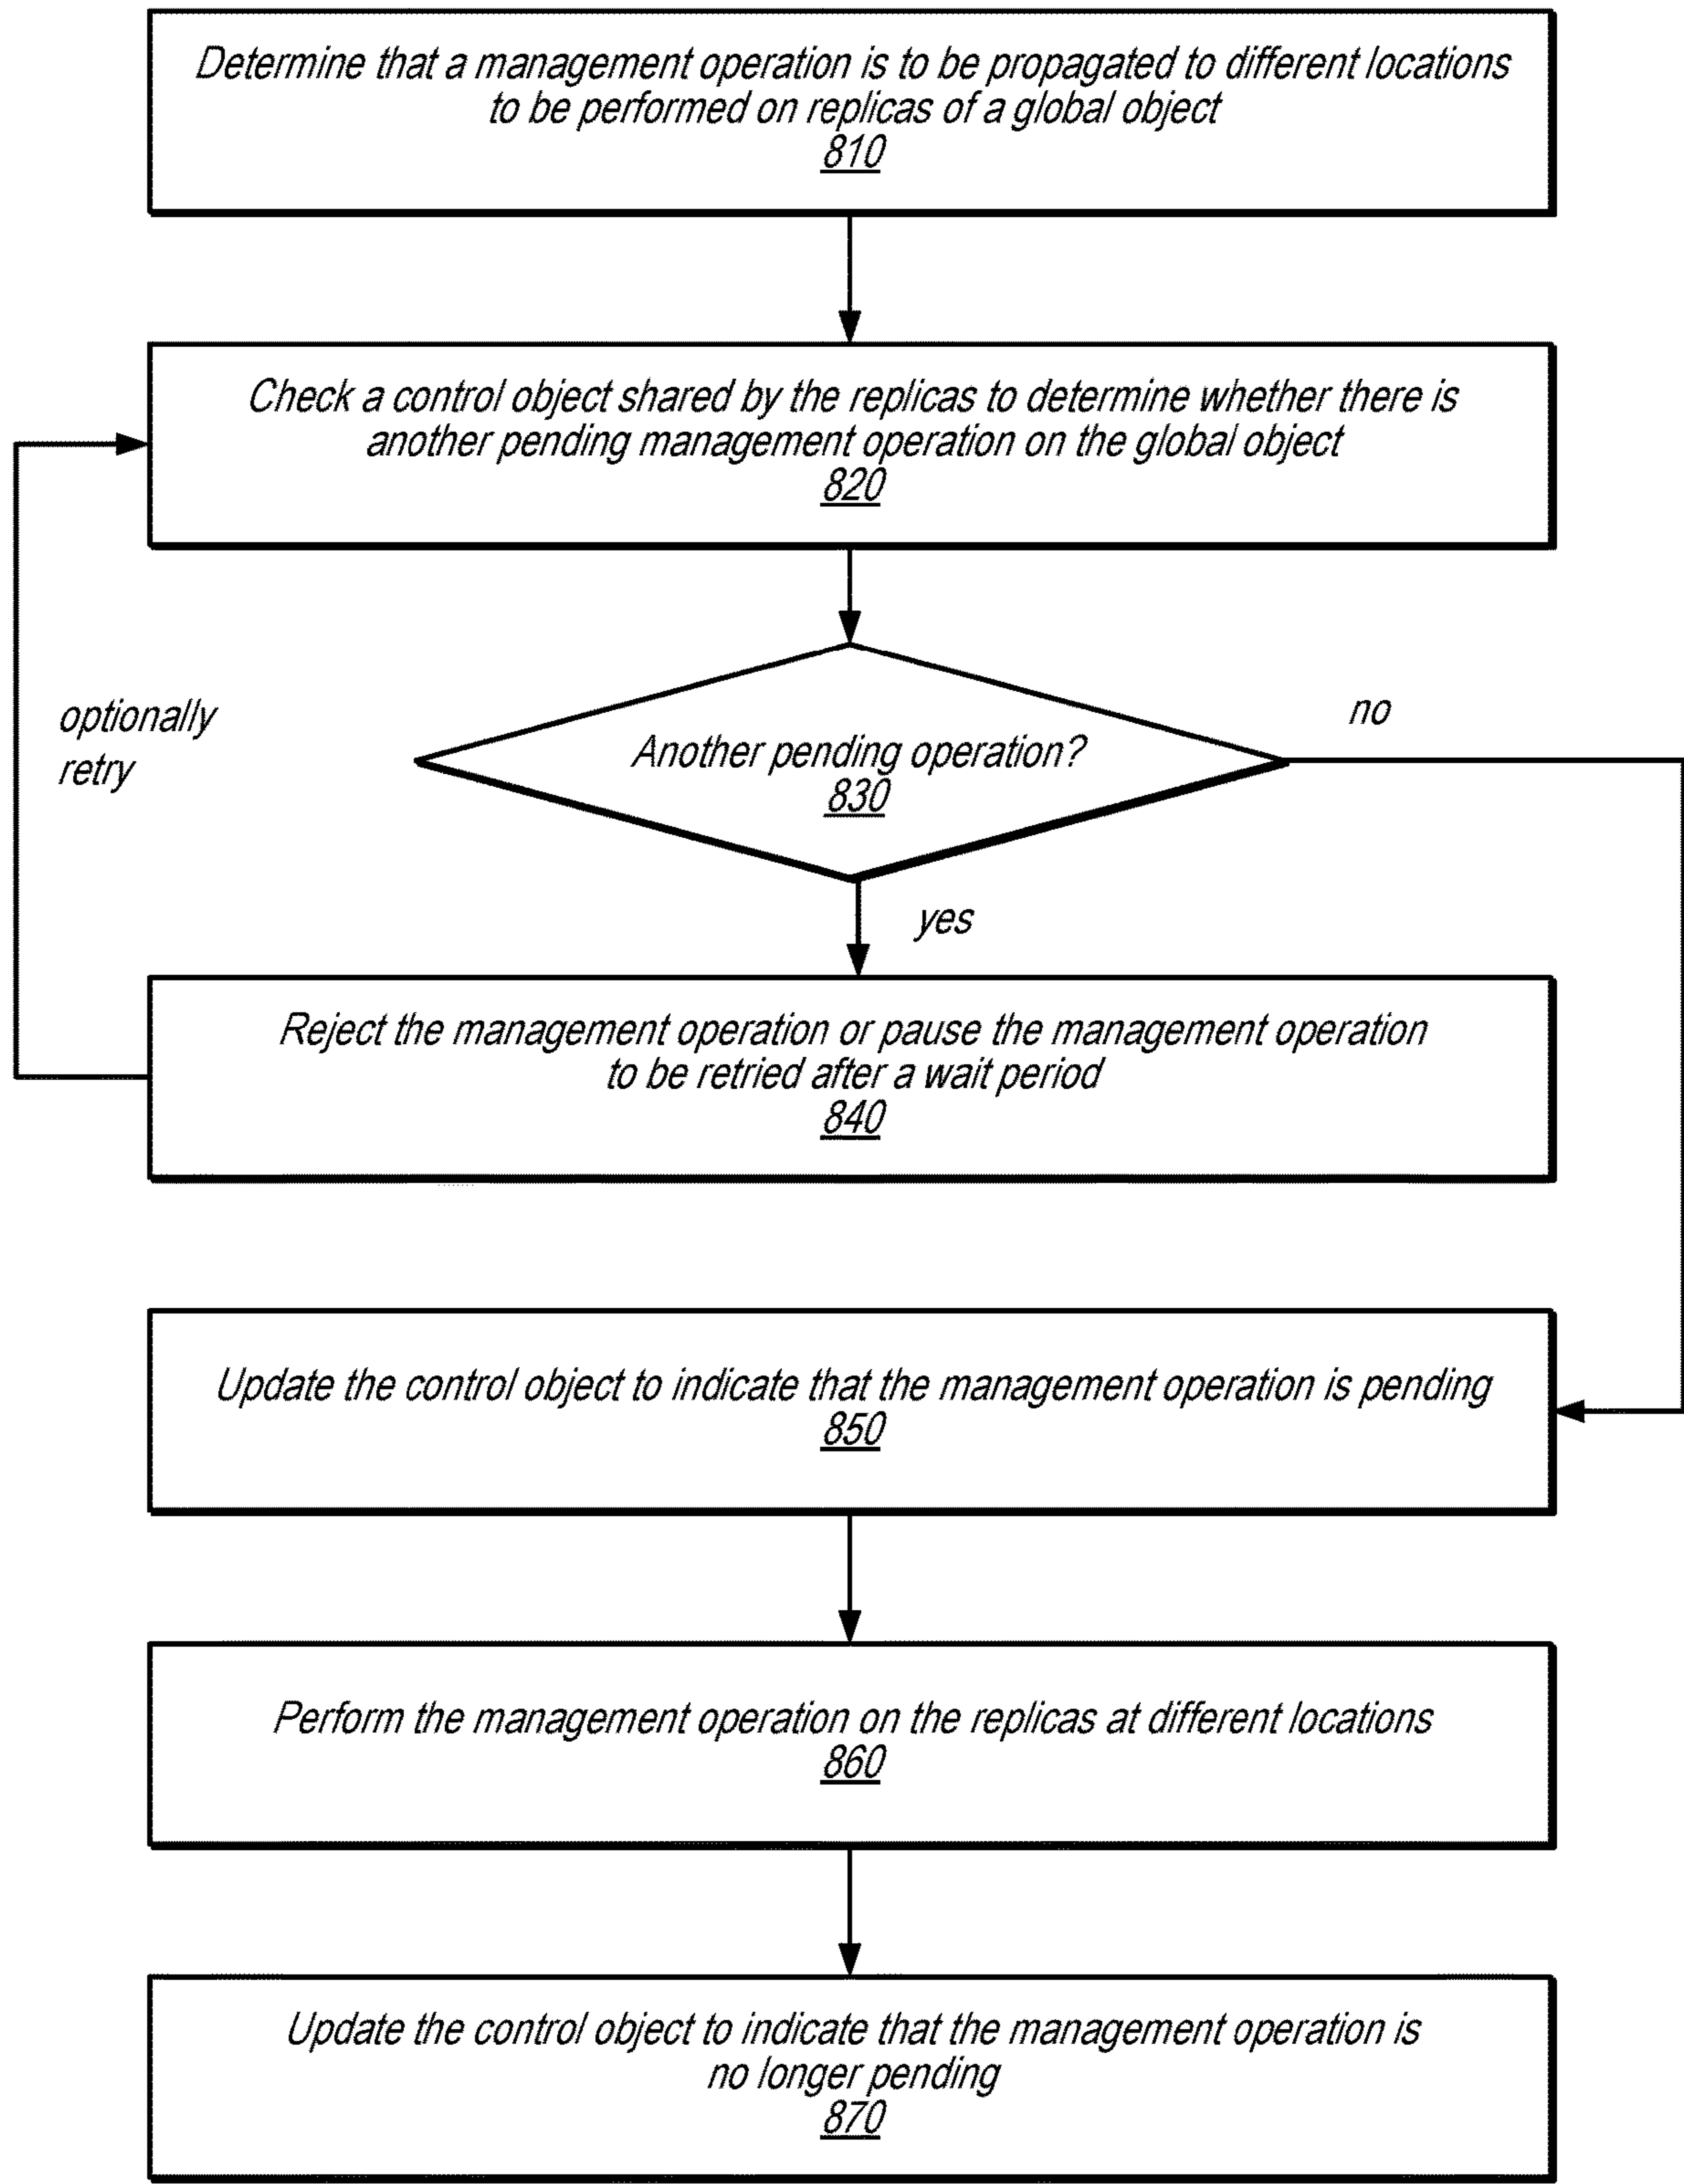 Determine that a management operation is to be propagated to different locations
to be performed on replicas of a global object
810
Check a control object shared by the replicas to determine whether there is
another pending management operation on the global object
820
optionally
retry
no
Another pending operation?
830
yes
Reject the management operation or pause the management operation
to be retried after a wait period
840
Update the control object to indicate that the management operation is pending
850
Perform the management operation on the replicas at different locations
860
Update the control object to indicate that the management operation is
no longer pending
870